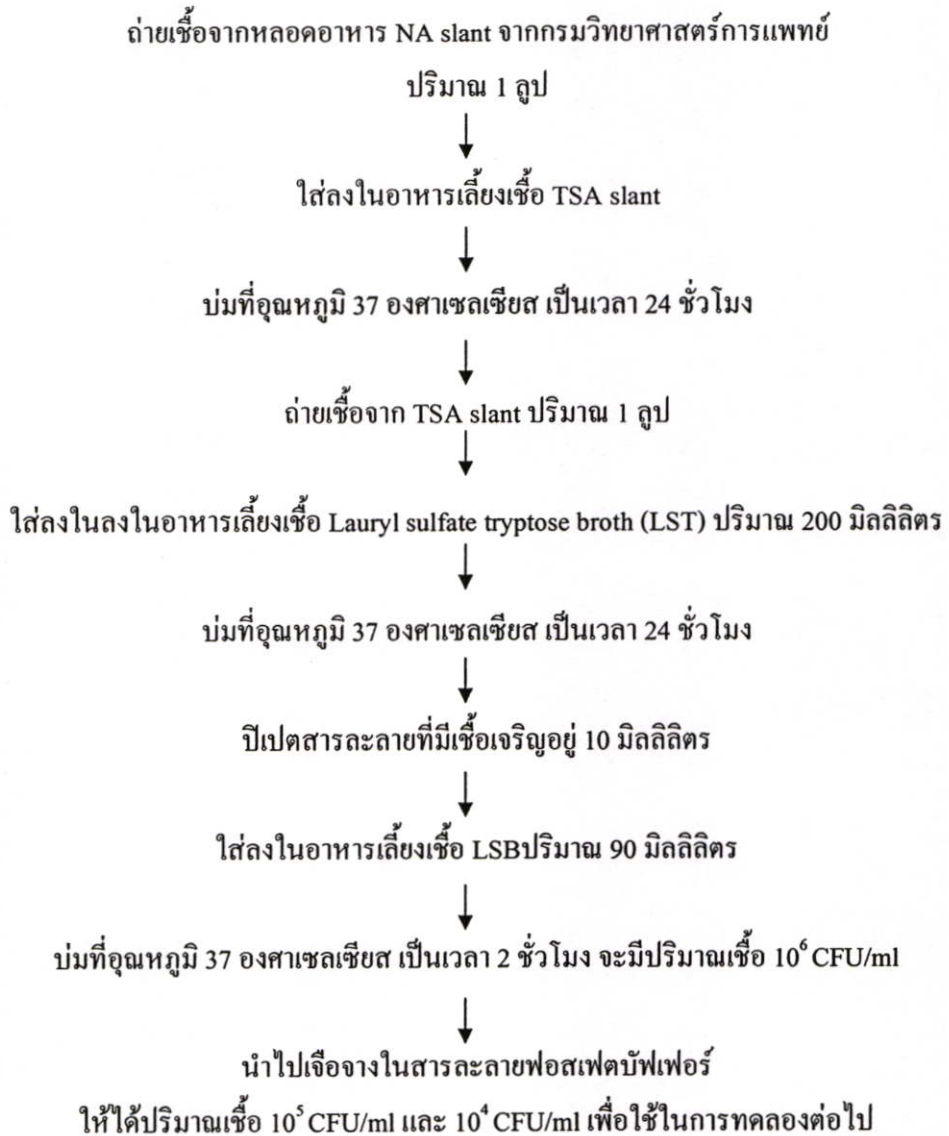 ถ่ายเชื้อจากหลอดอาหาร NA slant จากกรมวิทยาศาสตร์การแพทย์
ปริมาณ 1 ลูป
ใส่ลงในอาหารเลี้ยงเชื้อ TSA slant
บ่มที่อุณหภูมิ 37 องศาเซลเซียส เป็นเวลา 24 ชั่วโมง
ถ่ายเชื้อจาก TSA slant ปริมาณ 1 ลูป
ใส่ลงในลงในอาหารเลี้ยงเชื้อ Lauryl sulfate tryptose broth (LST) ปริมาณ 200 มิลลิลิตร
บ่มที่อุณหภูมิ 37 องศาเซลเซียส เป็นเวลา 24 ชั่วโมง
ปิเปตสารละลายที่มีเชื้อเจริญอยู่ 10 มิลลิลิตร
ใส่ลงในอาหารเลี้ยงเชื้อ LSBปริมาณ 90 มิลลิลิตร
บ่มที่อุณหภูมิ 37 องศาเซลเซียส เป็นเวลา 2 ชั่วโมง จะมีปริมาณเชื้อ 10⁶ CFU/ml
นำไปเจือจางในสารละลายฟอสเฟตบัฟเฟอร์
ให้ได้ปริมาณเชื้อ 10⁵ CFU/ml และ 10⁴ CFU/ml เพื่อใช้ในการทดลองต่อไป